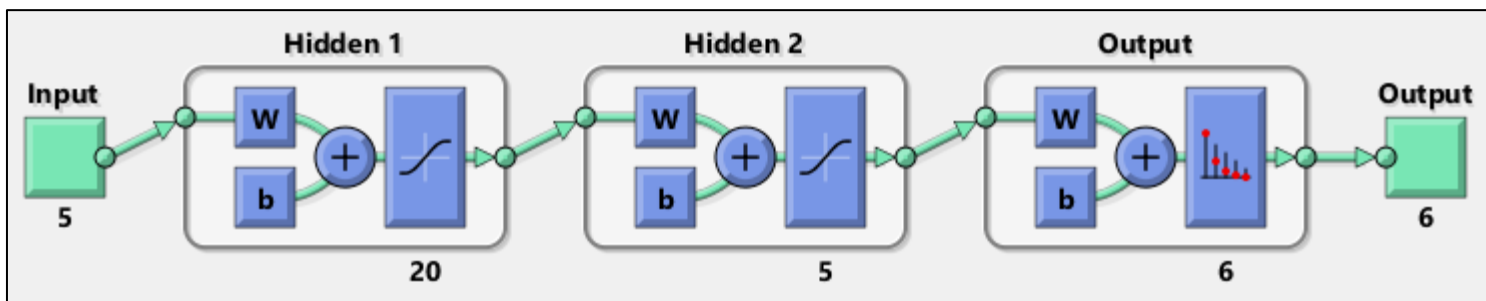 Hidden 1 Hidden 2 Output
Input Output
W W W
b b b
5 6
20 5 6